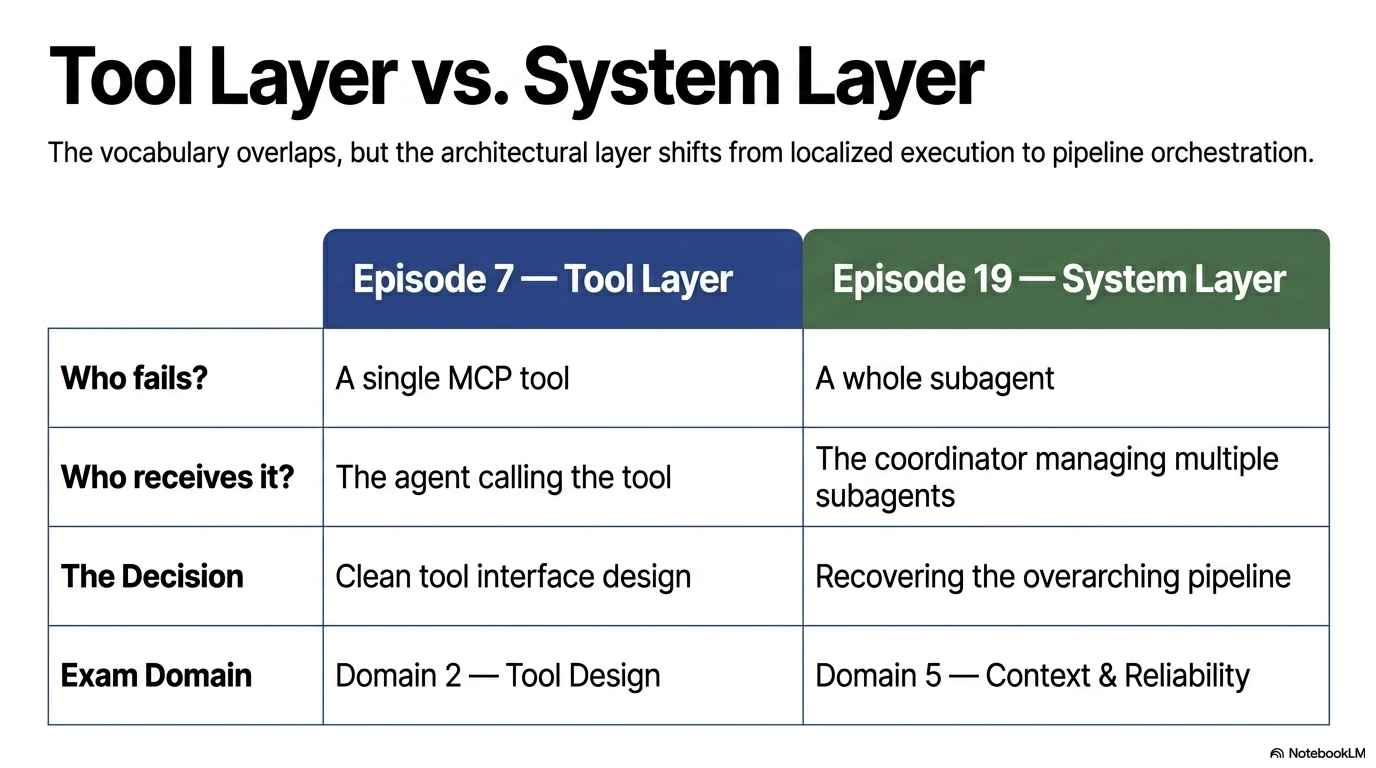 Tool Layer vs. System Layer
The vocabulary overlaps, but the architectural layer shifts from localized execution to pipeline orchestration.
Episode 7 — Tool Layer
Episode 19 — System Layer
Who fails?
A single MCP tool
A whole subagent
Who receives it?
The agent calling the tool
The coordinator managing multiple
subagents
The Decision
Clean tool interface design
Recovering the overarching pipeline
Exam Domain
Domain 2 — Tool Design
Domain 5 — Context & Reliability
NotebookLM